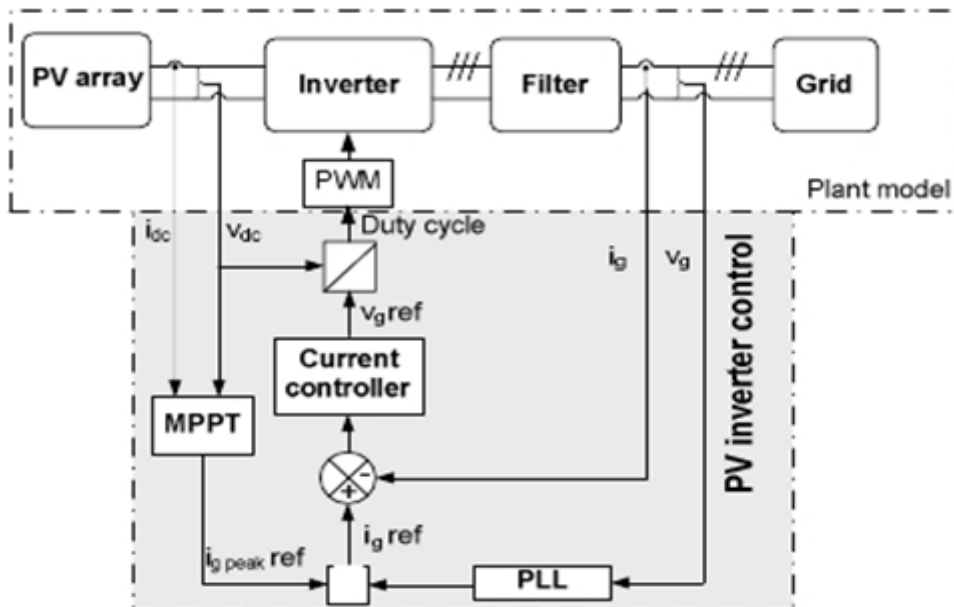 PV array
Inverter
Filter
Grid
PWM
Plant model
Duty cycle
idc
vdc
ig
vg
vg ref
Current
controller
MPPT
PV inverter control
-
+
ig ref
ig peak ref
PLL